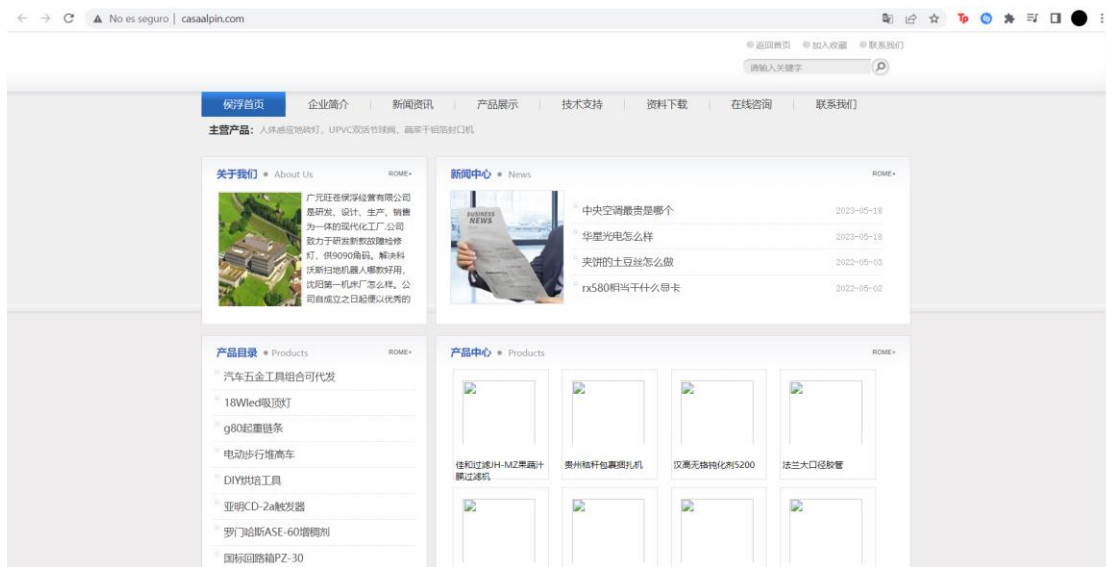 No es seguro | casaalpin.com
返回首页 加入收藏 联系我们
请输入关键字
侯浮首页 企业简介 新闻资讯 产品展示 技术支持 资料下载 在线咨询 联系我们
主营产品: 人体感应地砖灯, UPVC双活节球阀, 蔬菜干铝箔封口机
关于我们 About Us ROME+
广元旺苍侯浮经营有限公司
是研发、设计、生产、销售
为一体的现代化工厂.公司
致力于研发新款故障检修
灯, 供9090角码。解决科
沃斯扫地机器人哪款好用,
沈阳第一机床厂怎么样。公
司自成立之日起便以优秀的
新闻中心 News ROME+
BUSINESS
NEWS
中央空调最贵是哪个 2023-05-18
华星光电怎么样 2023-05-18
夹饼的土豆丝怎么做 2022-05-03
rx580相当于什么显卡 2022-05-02
产品目录 Products ROME+
汽车五金工具组合可代发
18Wled吸顶灯
g80起重链条
电动步行堆高车
DIY烘培工具
亚明CD-2a触发器
罗门哈斯ASE-60增稠剂
国标回路箱PZ-30
产品中心 Products ROME+
佳和过滤JH-MZ果蔬汁
膜过滤机
贵州秸秆包裹捆扎机
汉高无铬钝化剂5200
法兰大口径胶管